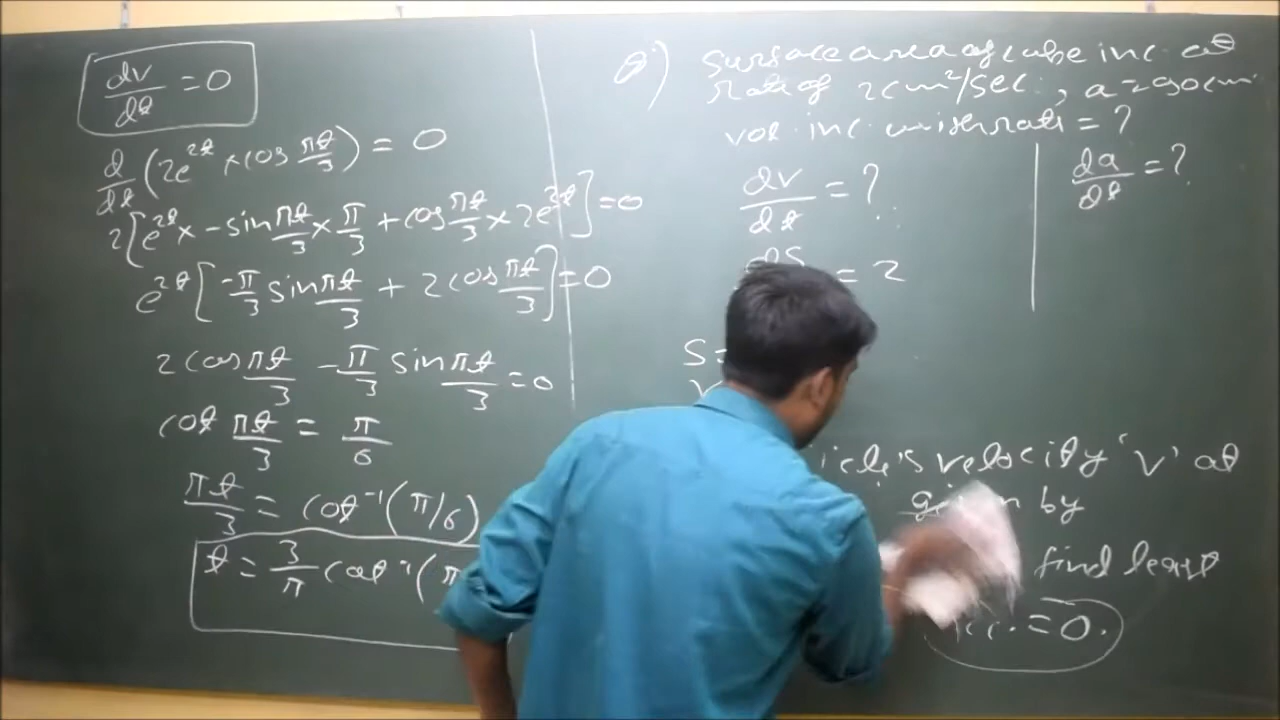 dv/dt = 0
d/dt (2e^2t × cos πt/3) = 0
2[e^2t × - sin πt/3 × π/3 + cos πt/3 × 2e^2t] = 0
e^2t [-π/3 sin πt/3 + 2 cos πt/3] = 0
2 cos πt/3 - π/3 sin πt/3 = 0
cot πt/3 = π/6
πt/3 = cot⁻¹(π/6)
t = 3/π cot⁻¹(π
Q) Surface area of cube inc. at
rate of 2cm²/sec., a = 90cm
vol. inc. with rate = ?
dv/dt = ?
da/dt = ?
dS = 2
S =
V
icle's velocity 'v' at
by
find least
= 0.